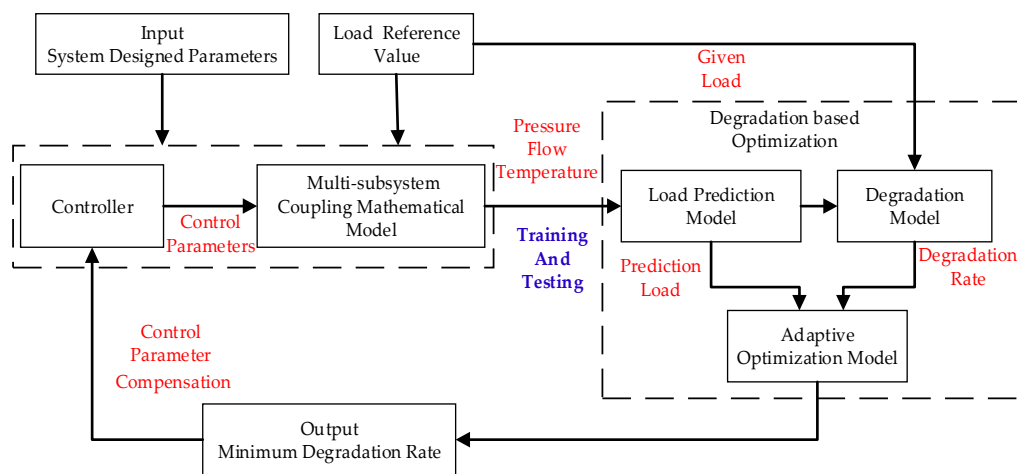 Input
System Designed Parameters
Load Reference
Value
Given
Load
Degradation based
Optimization
Pressure
Flow
Temperature
Controller
Control
Parameters
Multi-subsystem
Coupling Mathematical
Model
Training
And
Testing
Load Prediction
Model
Degradation
Model
Prediction
Load
Degradation
Rate
Adaptive
Optimization Model
Control
Parameter
Compensation
Output
Minimum Degradation Rate